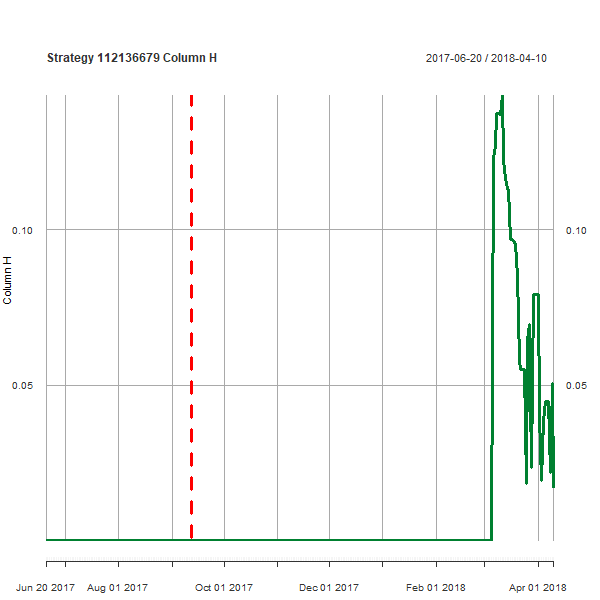 Strategy 112136679 Column H
2017-06-20 / 2018-04-10
0.10
0.10
Column H
0.05
0.05
Jun 20 2017 Aug 01 2017 Oct 01 2017 Dec 01 2017 Feb 01 2018 Apr 01 2018